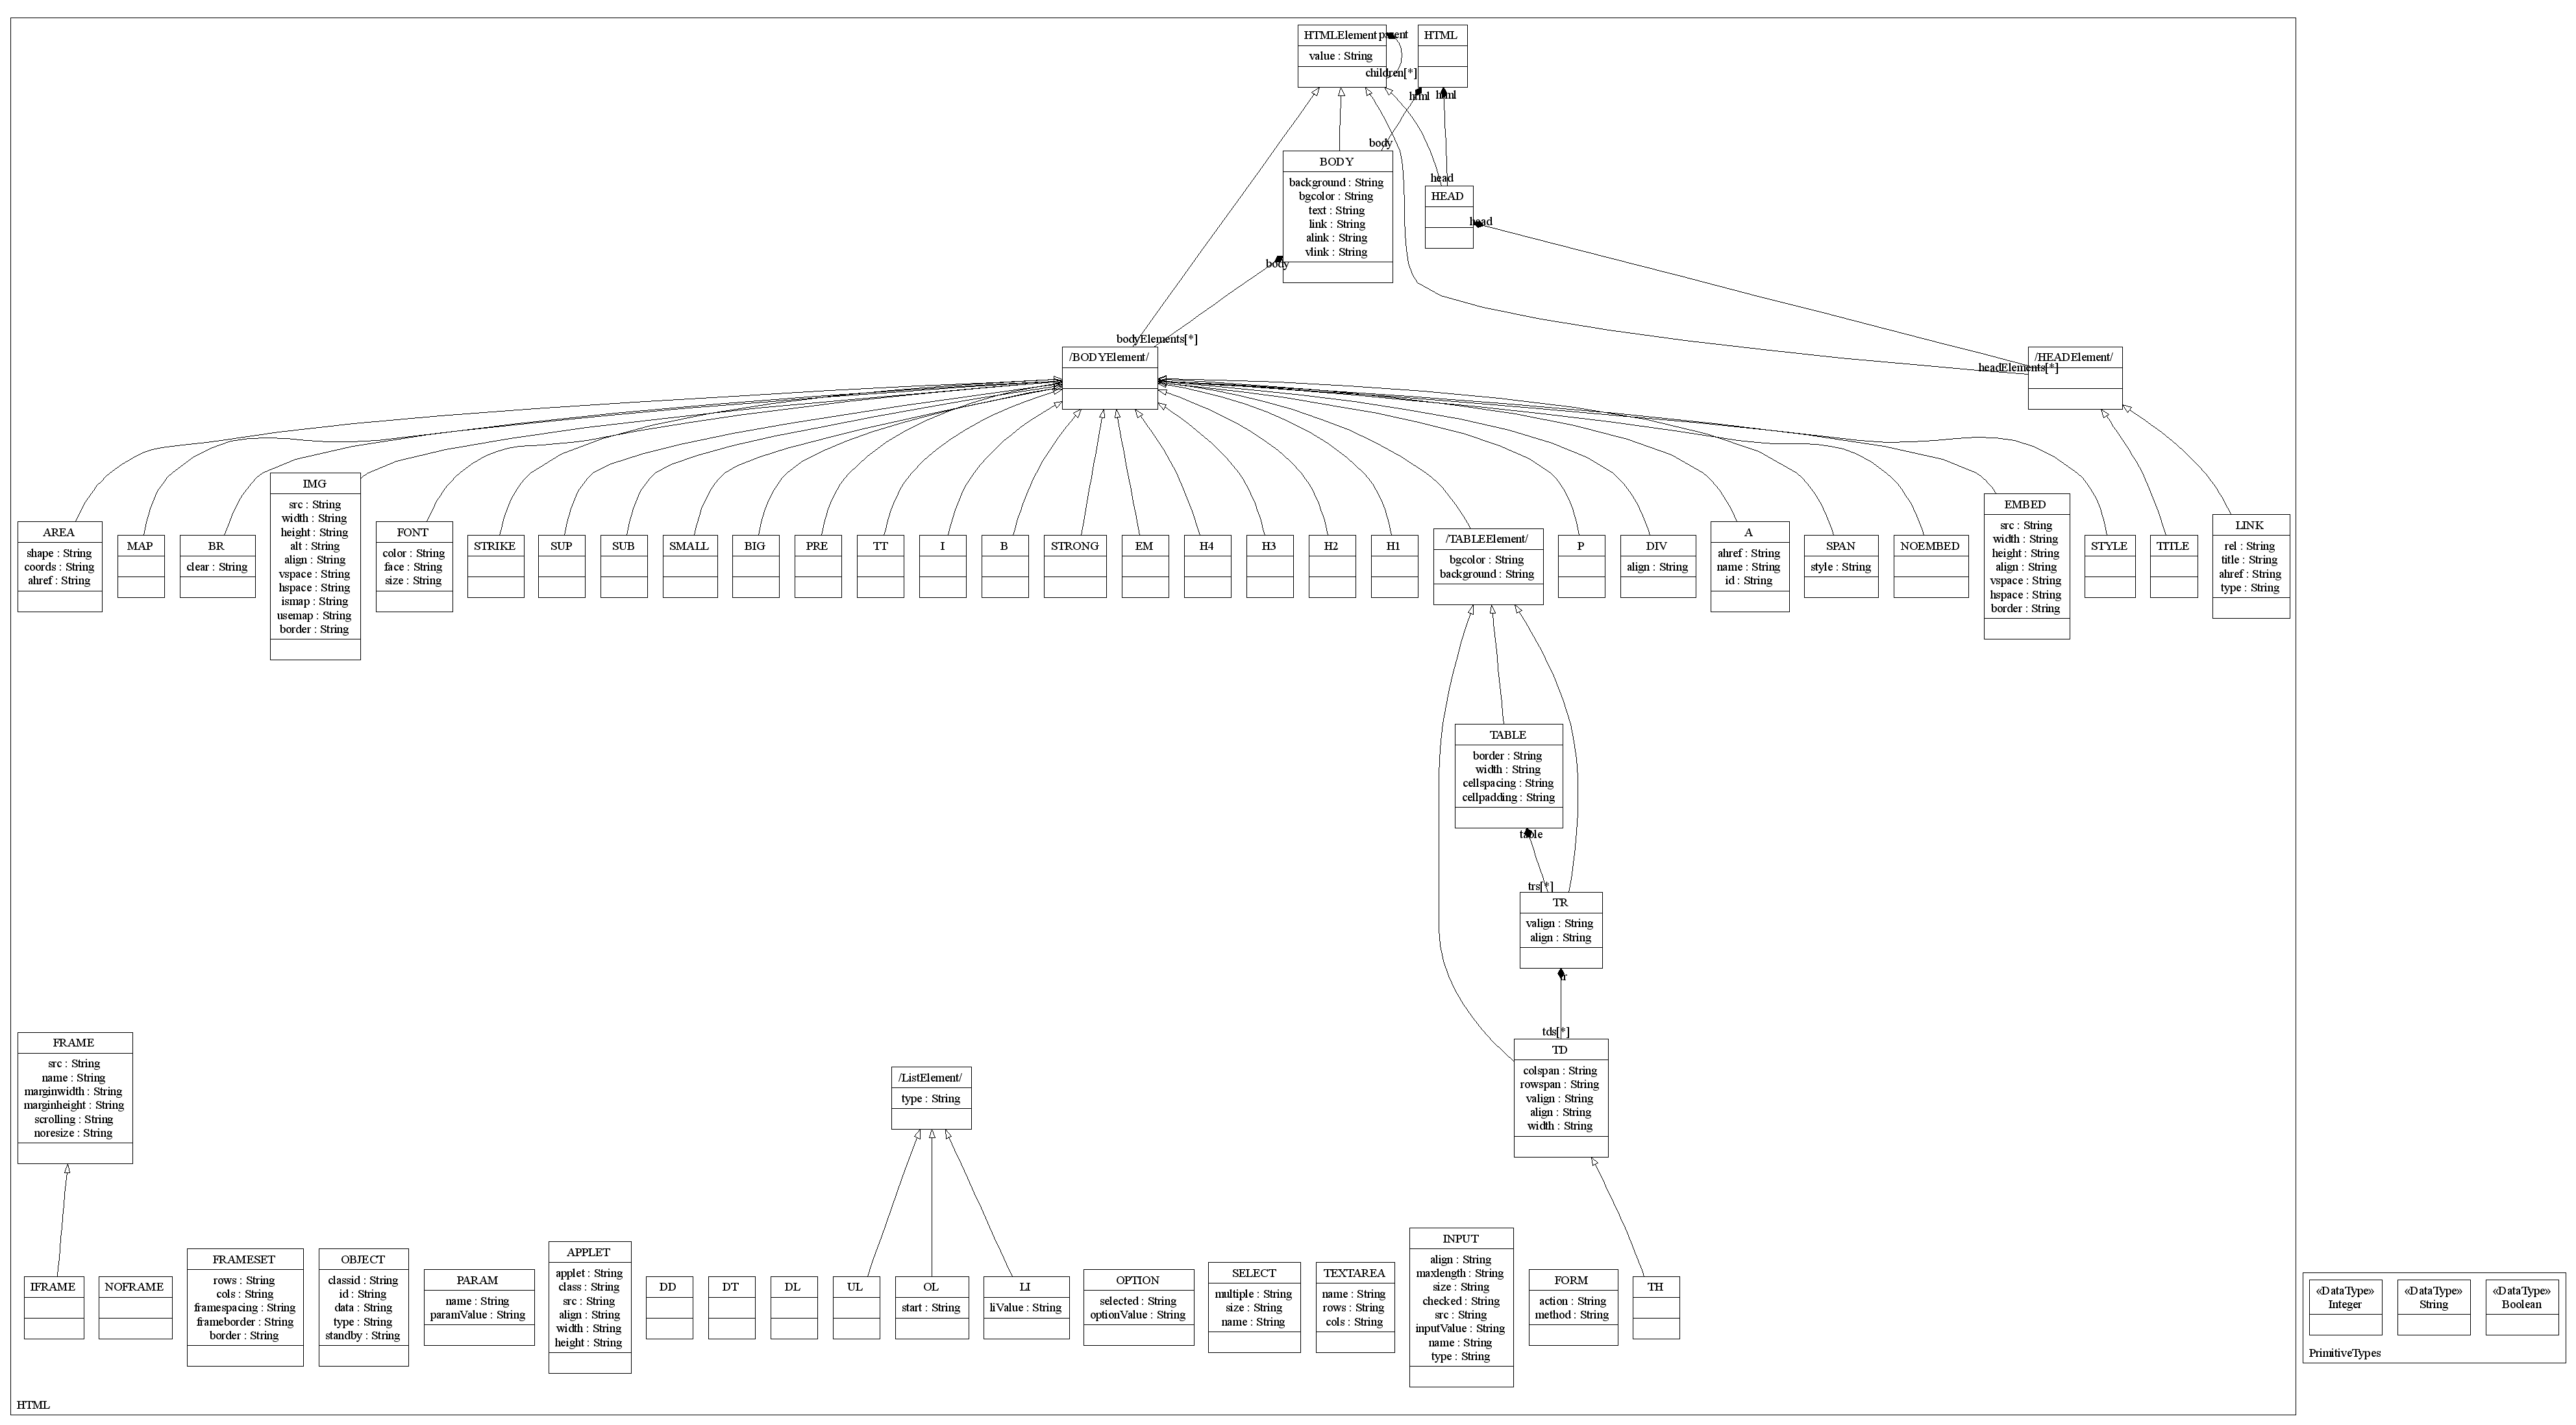 HTMLElement
value : String
parent
children[*]
HTML
html
html
body
head
BODY
background : String
bgcolor : String
text : String
link : String
alink : String
vlink : String
HEAD
head
body
bodyElements[*]
/BODYElement/
/HEADElement/
headElements[*]
AREA
shape : String
coords : String
ahref : String
MAP
BR
clear : String
IMG
src : String
width : String
height : String
alt : String
align : String
vspace : String
hspace : String
ismap : String
usemap : String
border : String
FONT
color : String
face : String
size : String
STRIKE
SUP
SUB
SMALL
BIG
PRE
TT
I
B
STRONG
EM
H4
H3
H2
H1
/TABLEElement/
bgcolor : String
background : String
P
DIV
align : String
A
ahref : String
name : String
id : String
SPAN
style : String
NOEMBED
EMBED
src : String
width : String
height : String
align : String
vspace : String
hspace : String
border : String
STYLE
TITLE
LINK
rel : String
title : String
ahref : String
type : String
TABLE
border : String
width : String
cellspacing : String
cellpadding : String
table
trs[*]
TR
valign : String
align : String
tr
tds[*]
TD
colspan : String
rowspan : String
valign : String
align : String
width : String
FRAME
src : String
name : String
marginwidth : String
marginheight : String
scrolling : String
noresize : String
/ListElement/
type : String
IFRAME
NOFRAME
FRAMESET
rows : String
cols : String
framespacing : String
frameborder : String
border : String
OBJECT
classid : String
id : String
data : String
type : String
standby : String
PARAM
name : String
paramValue : String
APPLET
applet : String
class : String
src : String
align : String
width : String
height : String
DD
DT
DL
UL
OL
start : String
LI
liValue : String
OPTION
selected : String
optionValue : String
SELECT
multiple : String
size : String
name : String
TEXTAREA
name : String
rows : String
cols : String
INPUT
align : String
maxlength : String
size : String
checked : String
src : String
inputValue : String
name : String
type : String
FORM
action : String
method : String
TH
HTML
«DataType»
Integer
«DataType»
String
«DataType»
Boolean
PrimitiveTypes